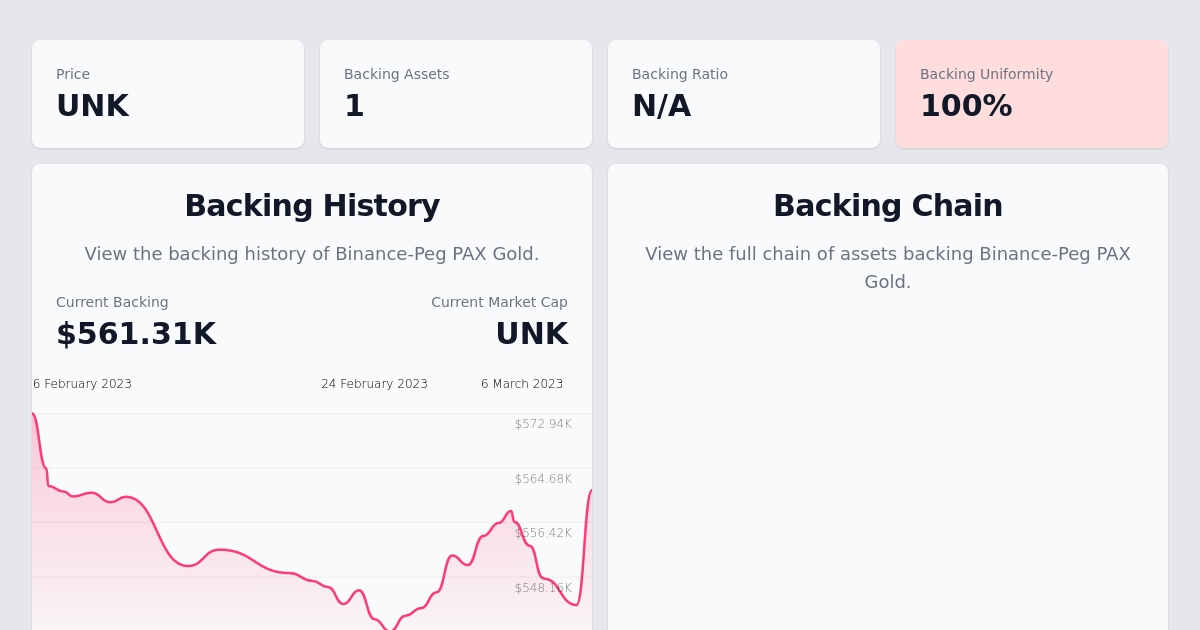 Price
UNK
Backing Assets
1
Backing Ratio
N/A
Backing Uniformity
100%
Backing History
View the backing history of Binance-Peg PAX Gold.
Current Backing
$561.31K
Current Market Cap
UNK
6 February 2023
24 February 2023
6 March 2023
$572.94K
$564.68K
$556.42K
$548.15K
Backing Chain
View the full chain of assets backing Binance-Peg PAX
Gold.